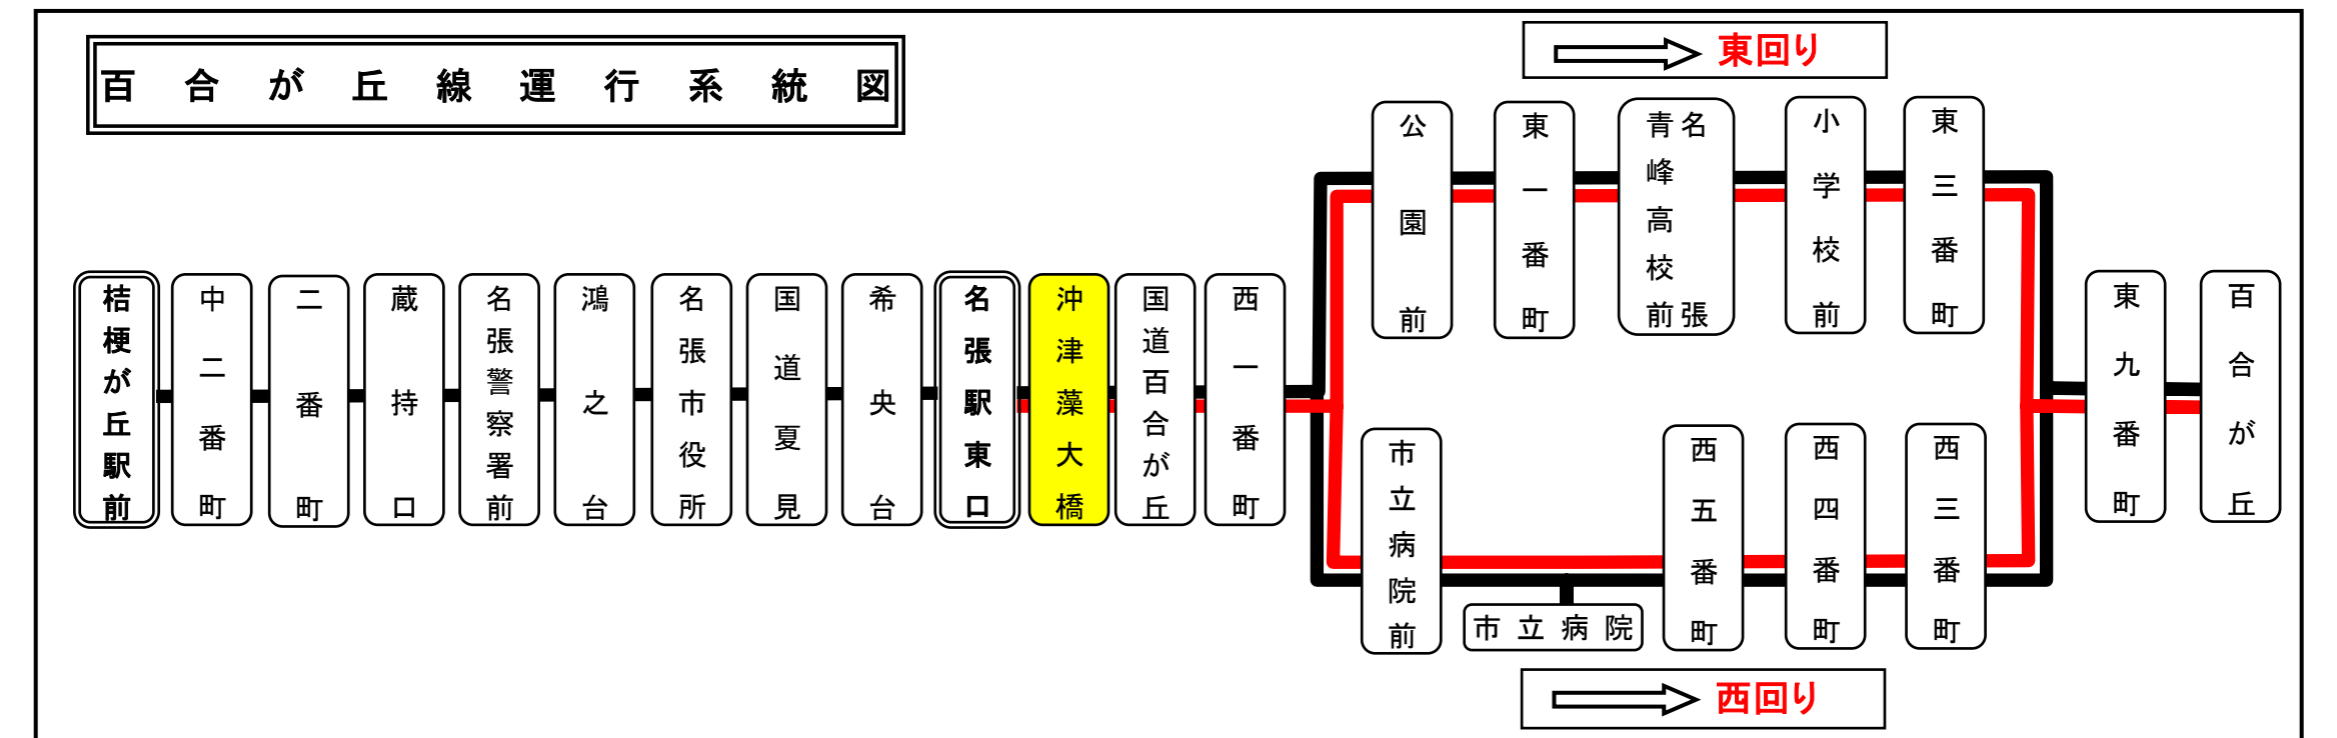 百合が丘線運行系統図
東回り
公園前
東一番町
名張
青峰高校前
小学校前
東三番町
桔梗が丘駅前
中二番町
二番町
蔵持口
名張警察署前
鴻之台
名張市役所
国道夏見
希央台
名張駅東口
沖津藻大橋
国道百合が丘
西一番町
市立病院前
市立病院
西五番町
西四番町
西三番町
東九番町
百合が丘
西回り